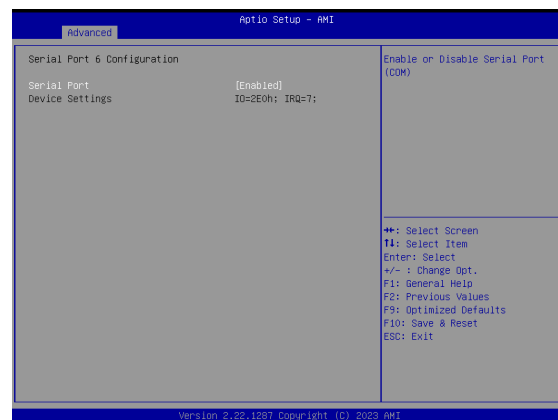 Aptio Setup - AMI
Advanced
Serial Port 6 Configuration
Serial Port [Enabled]
Device Settings IO=2E0h; IRQ=7;
Enable or Disable Serial Port
(COM)
→←: Select Screen
↑↓: Select Item
Enter: Select
+/- : Change Opt.
F1: General Help
F2: Previous Values
F9: Optimized Defaults
F10: Save & Reset
ESC: Exit
Version 2.22.1287 Copyright (C) 2023 AMI